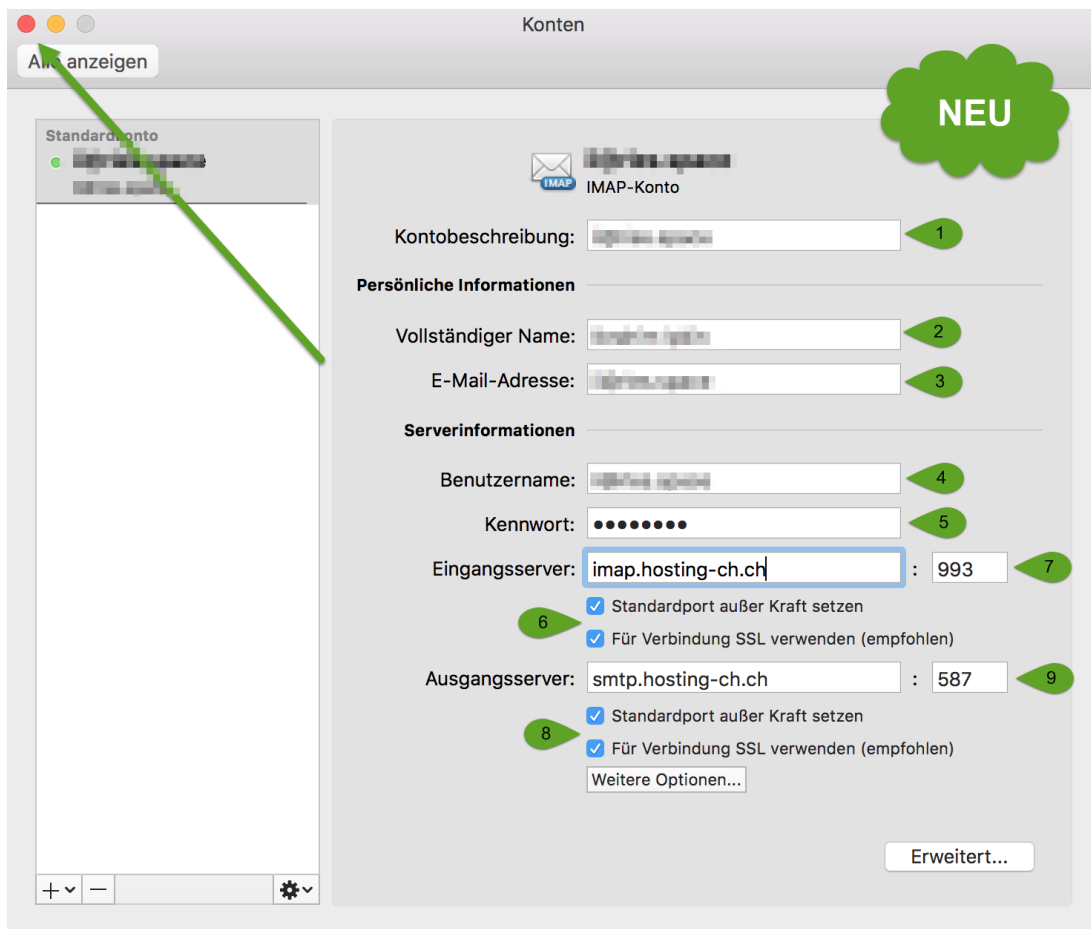 Konten
Alle anzeigen
NEU
Standardkonto
IMAP
IMAP-Konto
Kontobeschreibung:
1
Persönliche Informationen
Vollständiger Name:
2
E-Mail-Adresse:
3
Serverinformationen
Benutzername:
4
Kennwort:
5
Eingangsserver: imap.hosting-ch.ch : 993
7
Standardport außer Kraft setzen
6
Für Verbindung SSL verwenden (empfohlen)
Ausgangsserver: smtp.hosting-ch.ch : 587
9
Standardport außer Kraft setzen
8
Für Verbindung SSL verwenden (empfohlen)
Weitere Optionen...
Erweitert...